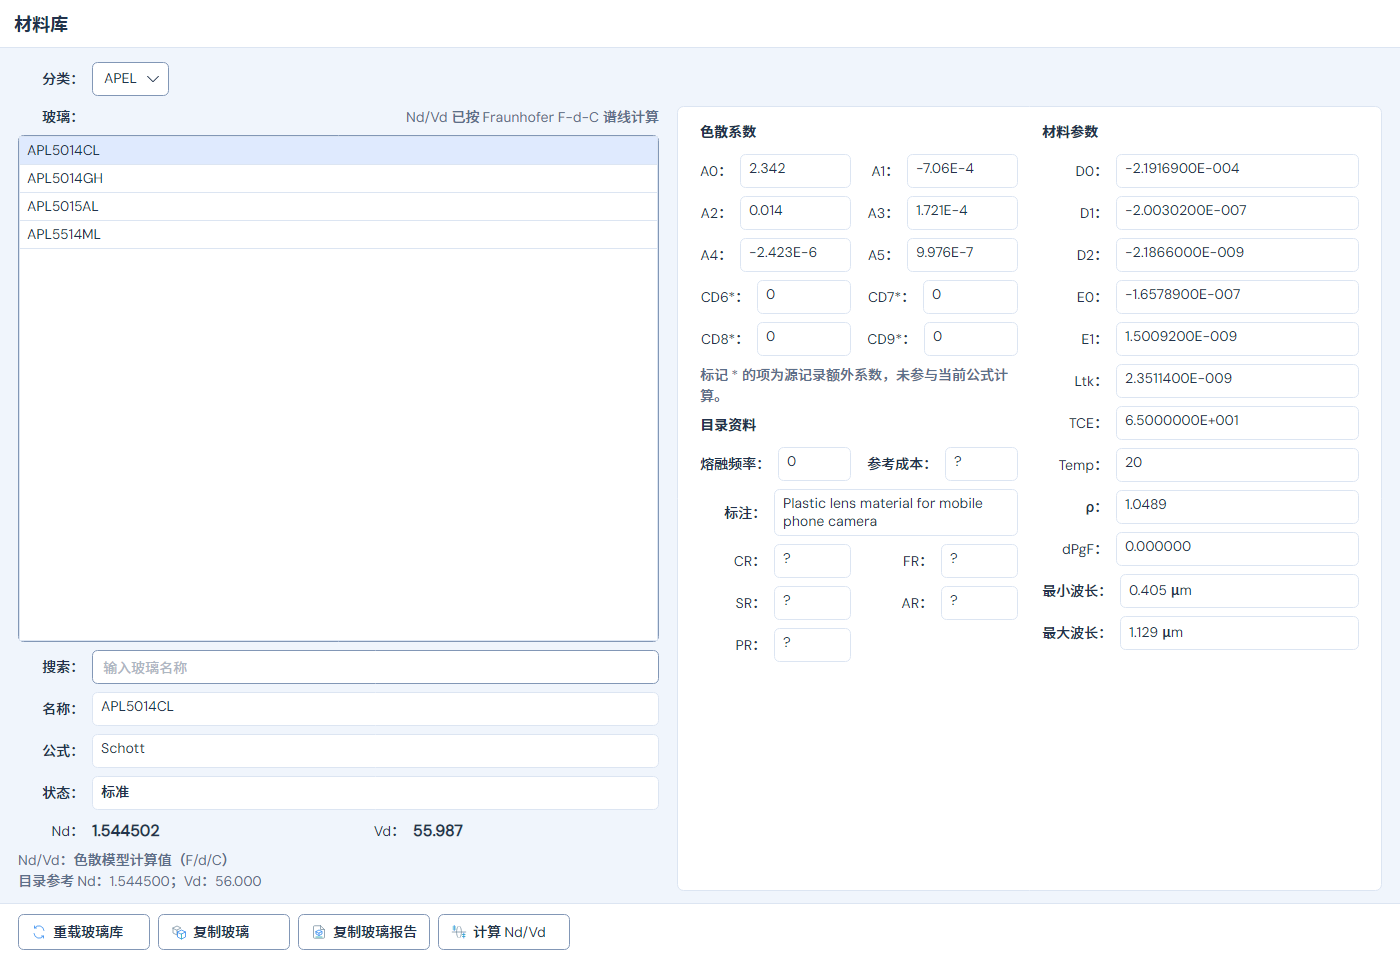 材料库
分类：
APEL
玻璃：
Nd/Vd 已按 Fraunhofer F-d-C 谱线计算
APL5014CL
APL5014GH
APL5015AL
APL5514ML
搜索：
输入玻璃名称
名称：
APL5014CL
公式：
Schott
状态：
标准
Nd： 1.544502 Vd： 55.987
Nd/Vd：色散模型计算值（F/d/C）
目录参考 Nd：1.544500；Vd：56.000
色散系数
A0： 2.342 A1： -7.06E-4
A2： 0.014 A3： 1.721E-4
A4： -2.423E-6 A5： 9.976E-7
CD6*： 0 CD7*： 0
CD8*： 0 CD9*： 0
标记 * 的项为源记录额外系数，未参与当前公式计
算。
目录资料
熔融频率： 0 参考成本： ?
标注：
Plastic lens material for mobile
phone camera
CR： ? FR： ?
SR： ? AR： ?
PR： ?
材料参数
D0： -2.1916900E-004
D1： -2.0030200E-007
D2： -2.1866000E-009
E0： -1.6578900E-007
E1： 1.5009200E-009
Ltk： 2.3511400E-009
TCE： 6.5000000E+001
Temp： 20
ρ： 1.0489
dPgF： 0.000000
最小波长： 0.405 μm
最大波长： 1.129 μm
重载玻璃库
复制玻璃
复制玻璃报告
计算 Nd/Vd